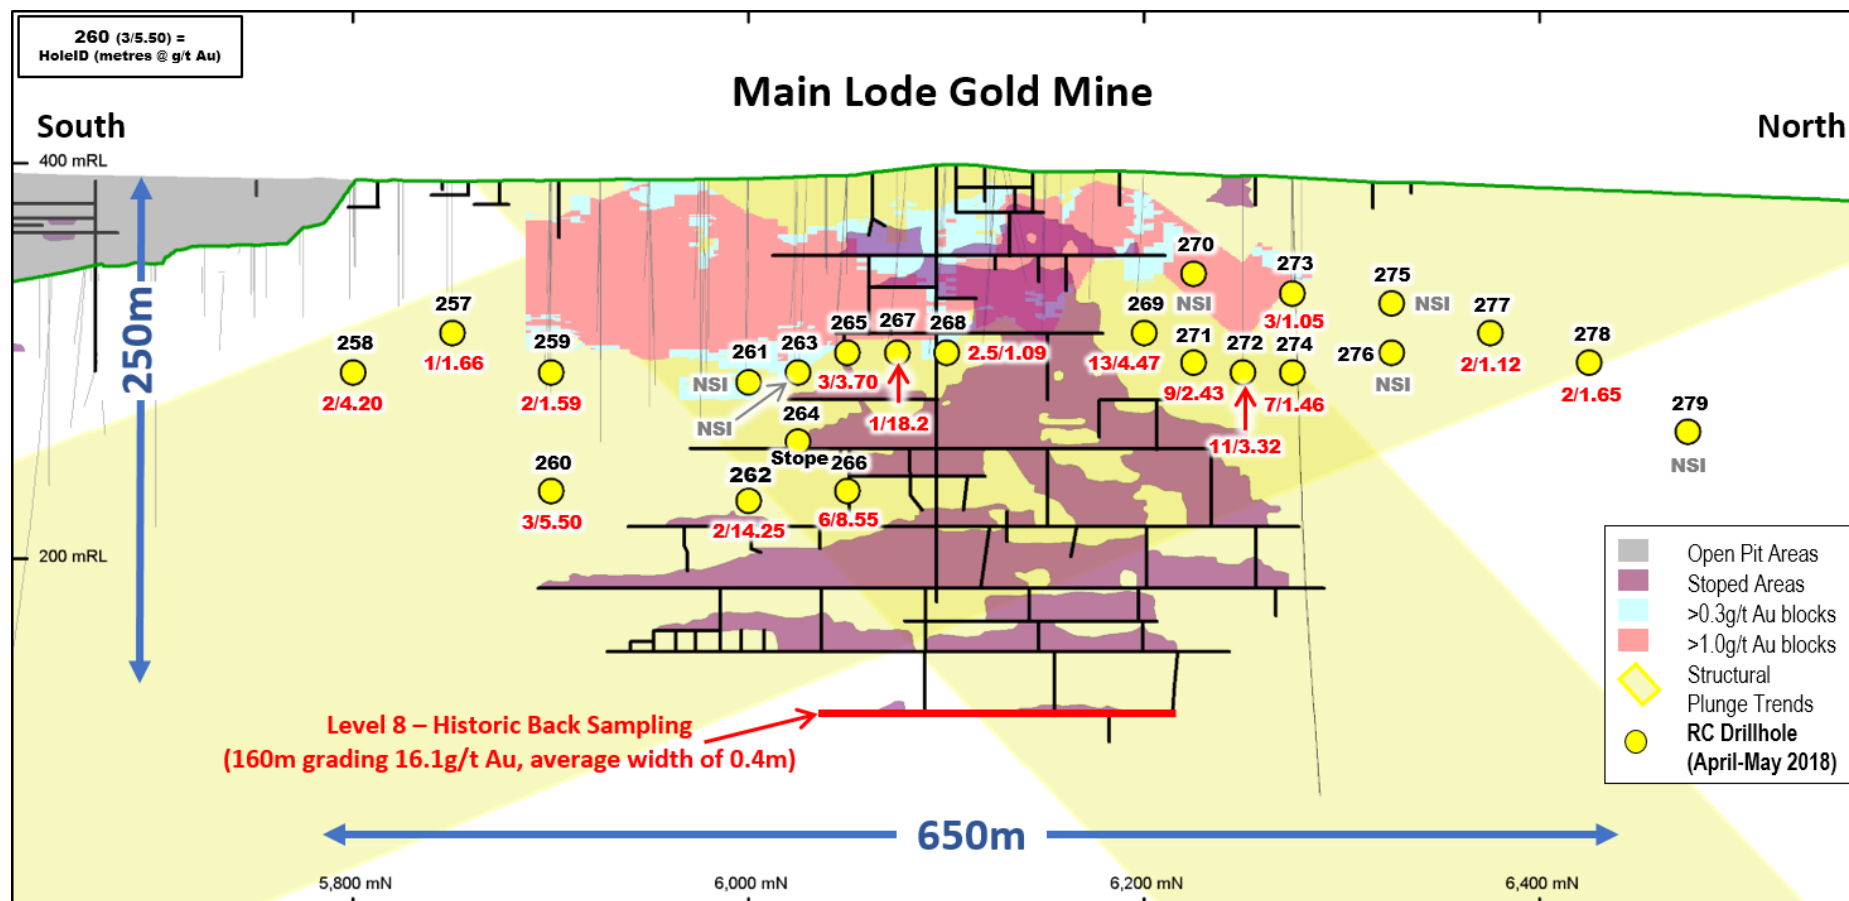 260 (3/5.50) =
HoleID (metres @ g/t Au)
Main Lode Gold Mine
South
North
400 mRL
200 mRL
250m
257
1/1.66
258
2/4.20
259
2/1.59
260
3/5.50
261
NSI
263
NSI
262
2/14.25
264
Stope
265
3/3.70
266
6/8.55
267
1/18.2
268
2.5/1.09
269
13/4.47
270
NSI
271
9/2.43
272
11/3.32
273
3/1.05
274
7/1.46
275
NSI
276
NSI
277
2/1.12
278
2/1.65
279
NSI
Open Pit Areas
Stoped Areas
>0.3g/t Au blocks
>1.0g/t Au blocks
Structural
Plunge Trends
RC Drillhole
(April-May 2018)
Level 8 – Historic Back Sampling
(160m grading 16.1g/t Au, average width of 0.4m)
650m
5,800 mN
6,000 mN
6,200 mN
6,400 mN